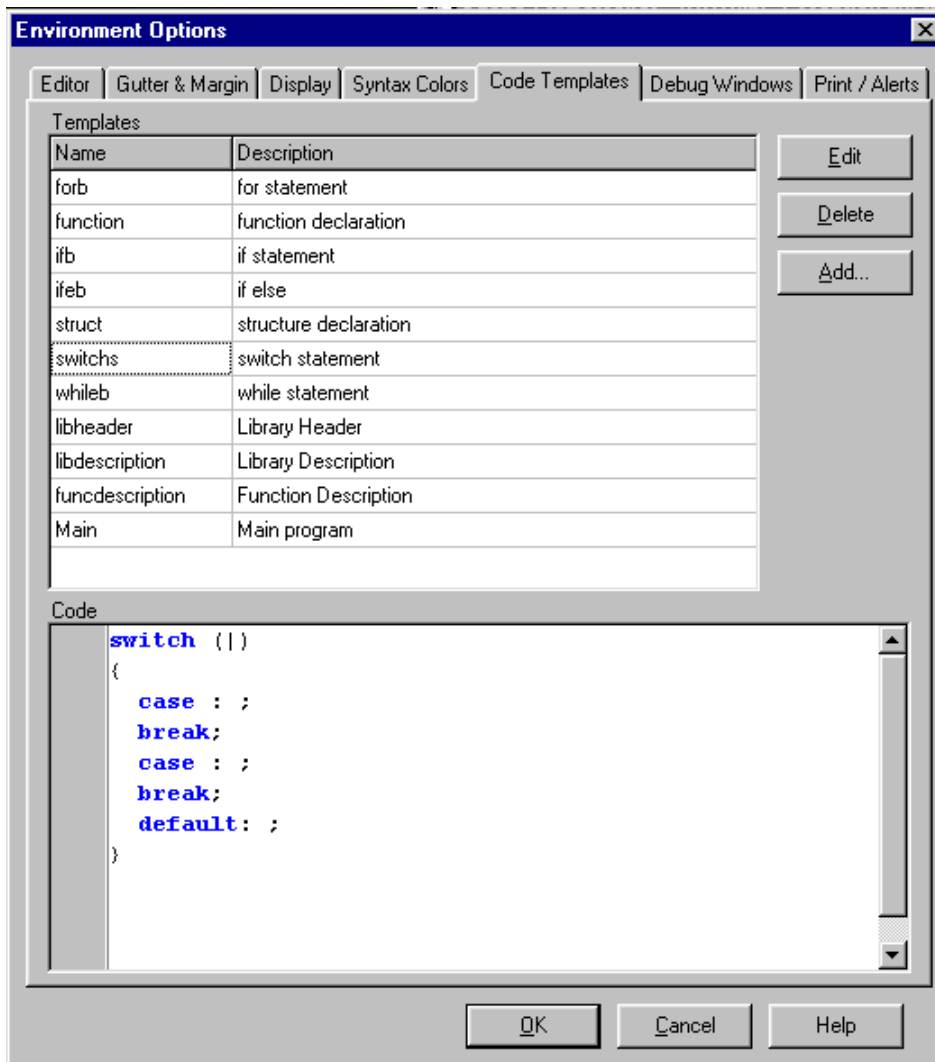 Environment Options
Editor Gutter & Margin Display Syntax Colors Code Templates Debug Windows Print / Alerts
Templates
Name Description
forb for statement
function function declaration
ifb if statement
ifeb if else
struct structure declaration
switchs switch statement
whileb while statement
libheader Library Header
libdescription Library Description
funcdescription Function Description
Main Main program
Edit
Delete
Add...
Code
switch (|)
{
case : ;
break;
case : ;
break;
default: ;
}
OK Cancel Help